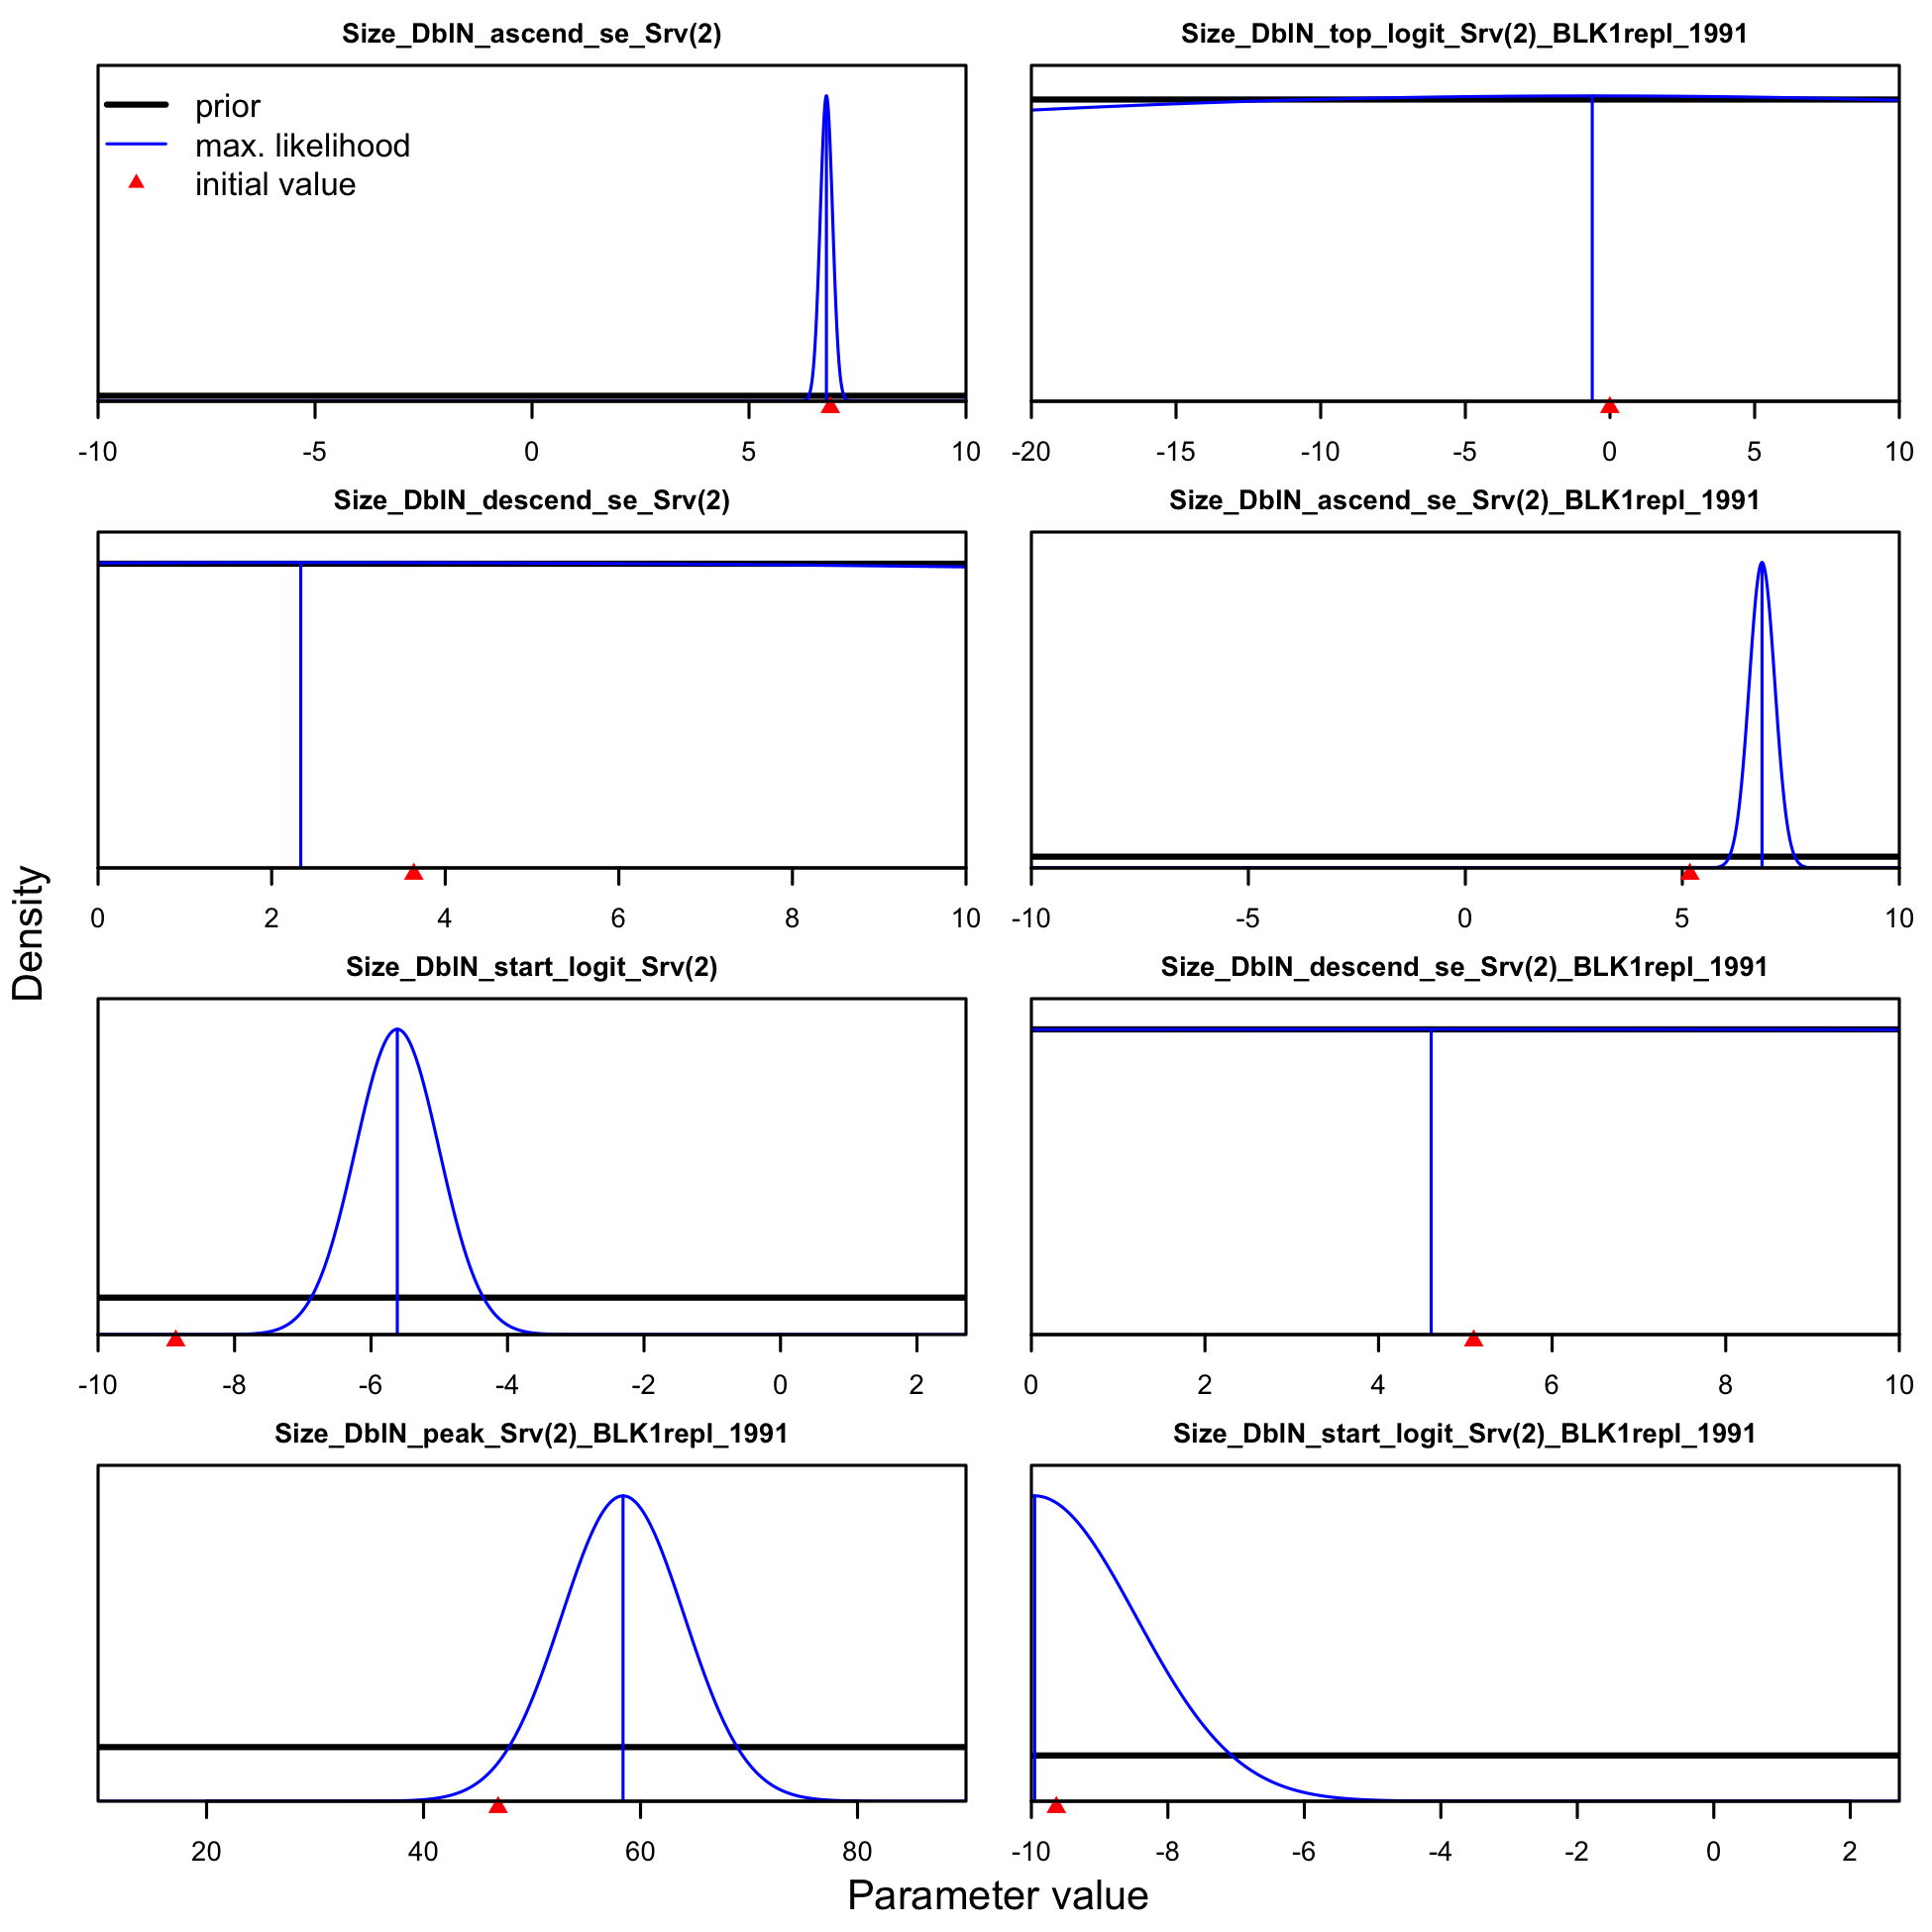 Size_DblN_ascend_se_Srv(2)
prior
max. likelihood
initial value
-10 -5 0 5 10
Size_DblN_top_logit_Srv(2)_BLK1repl_1991
-20 -15 -10 -5 0 5 10
Size_DblN_descend_se_Srv(2)
0 2 4 6 8 10
Size_DblN_ascend_se_Srv(2)_BLK1repl_1991
-10 -5 0 5 10
Size_DblN_start_logit_Srv(2)
-10 -8 -6 -4 -2 0 2
Size_DblN_descend_se_Srv(2)_BLK1repl_1991
0 2 4 6 8 10
Size_DblN_peak_Srv(2)_BLK1repl_1991
20 40 60 80
Size_DblN_start_logit_Srv(2)_BLK1repl_1991
-10 -8 -6 -4 -2 0 2
Density
Parameter value